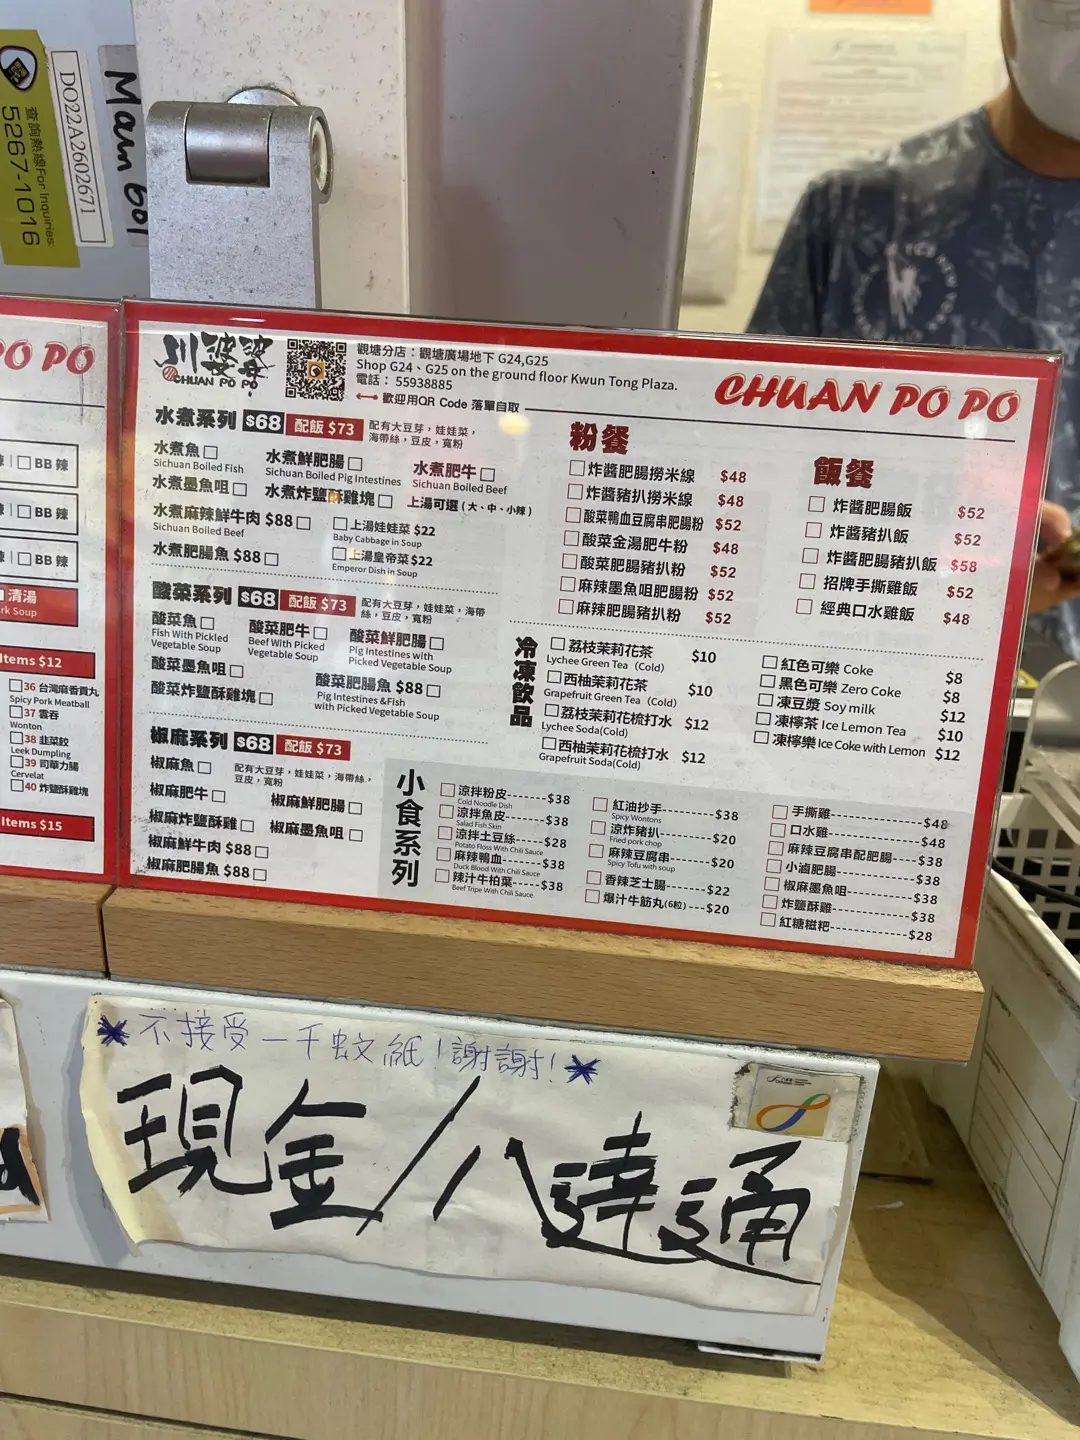 查詢熱線For Inquiries:
5267-1016
DO22A2602671
Mam 601
PO PO
BB 辣
BB 辣
BB 辣
清湯
rk Soup
Items $12
36 台灣麻香貢丸
Spicy Pork Meatball
37 雲吞
Wonton
38 韭菜餃
Leek Dumpling
39 司華力腸
Cervelat
40 炸鹽酥雞塊
Items $15
川婆婆
CHUAN PO PO
觀塘分店：觀塘廣場地下 G24,G25
Shop G24、G25 on the ground floor Kwun Tong Plaza.
電話： 55938885
歡迎用QR Code 落單自取
CHUAN PO PO
水煮系列 $68 配飯 $73
配有大豆芽，娃娃菜，
海帶絲，豆皮，寬粉
水煮魚
Sichuan Boiled Fish
水煮鮮肥腸
Sichuan Boiled Pig Intestines
水煮肥牛
Sichuan Boiled Beef
水煮墨魚咀
水煮炸鹽酥雞塊
上湯可選 ( 大、中、小辣 )
水煮麻辣鮮牛肉 $88
Sichuan Boiled Beef
上湯娃娃菜 $22
Baby Cabbage in Soup
水煮肥腸魚 $88
上湯皇帝菜 $22
Emperor Dish in Soup
酸菜系列 $68 配飯 $73
配有大豆芽，娃娃菜，海帶
絲，豆皮，寬粉
酸菜魚
Fish With Pickled
Vegetable Soup
酸菜肥牛
Beef With Picked
Vegetable Soup
酸菜鮮肥腸
Pig Intestines with
Picked Vegetable Soup
酸菜墨魚咀
酸菜炸鹽酥雞塊
酸菜肥腸魚 $88
Pig Intestines &Fish
with Picked Vegetable Soup
椒麻系列 $68 配飯 $73
配有大豆芽，娃娃菜，海帶絲，
豆皮，寬粉
椒麻魚
椒麻肥牛
椒麻鮮肥腸
椒麻炸鹽酥雞
椒麻墨魚咀
椒麻鮮牛肉 $88
椒麻肥腸魚 $88
粉餐
炸醬肥腸撈米線 $48
炸醬豬扒撈米線 $48
酸菜鴨血豆腐串肥腸粉 $52
酸菜金湯肥牛粉 $48
酸菜肥腸豬扒粉 $52
麻辣墨魚咀肥腸粉 $52
麻辣肥腸豬扒粉 $52
飯餐
炸醬肥腸飯 $52
炸醬豬扒飯 $52
炸醬肥腸豬扒飯 $58
招牌手撕雞飯 $48
經典口水雞飯 $48
冷凍飲品
荔枝茉莉花茶 $10
Lychee Green Tea（Cold）
西柚茉莉花茶 $10
Grapefruit Green Tea（Cold）
荔枝茉莉花梳打水 $12
Lychee Soda(Cold)
西柚茉莉花梳打水 $12
Grapefruit Soda(Cold)
紅色可樂 Coke $8
黑色可樂 Zero Coke $8
凍豆漿 Soy milk $12
凍檸茶 Ice Lemon Tea $10
凍檸樂 Ice Coke with Lemon $12
小食系列
涼拌粉皮-------$38
Cold Noodle Dish
涼拌魚皮-------$38
Salad Fish Skin
涼拌土豆絲----$28
Potato Floss With Chili Sauce
麻辣鴨血-------$38
Duck Blood With Chili Sauce
辣汁牛柏葉----$38
Beef Tripe With Chili Sauce
紅油抄手-------$38
Spicy Wontons
涼炸豬扒-------$20
Fried pork chop
麻辣豆腐串----$20
Spicy Tofu with soup
香辣芝士腸----$22
爆汁牛筋丸(6粒)---$20
手撕雞------------$48
口水雞------------$48
麻辣豆腐串配肥腸---$38
小滷肥腸----------$38
椒麻墨魚咀--------$38
炸鹽酥雞----------$38
紅糖糍粑----------$28
*不接受一千蚊紙！謝謝！*
現金/八達通